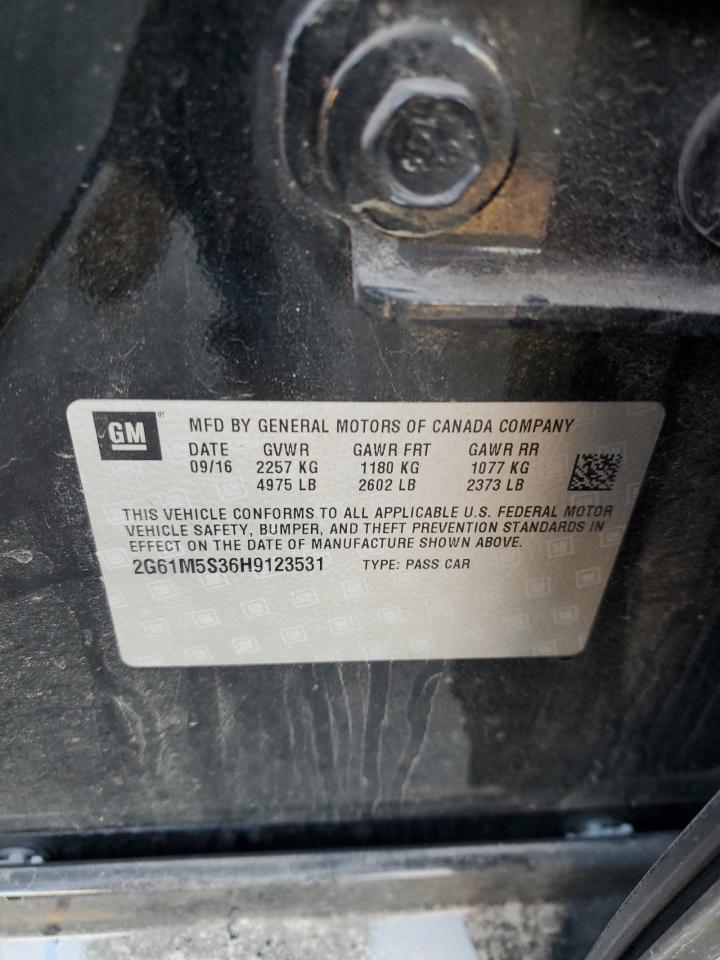 GM ®
MFD BY GENERAL MOTORS OF CANADA COMPANY
DATE GVWR GAWR FRT GAWR RR
09/16 2257 KG 1180 KG 1077 KG
4975 LB 2602 LB 2373 LB
THIS VEHICLE CONFORMS TO ALL APPLICABLE U.S. FEDERAL MOTOR
VEHICLE SAFETY, BUMPER, AND THEFT PREVENTION STANDARDS IN
EFFECT ON THE DATE OF MANUFACTURE SHOWN ABOVE.
2G61M5S36H9123531 TYPE: PASS CAR